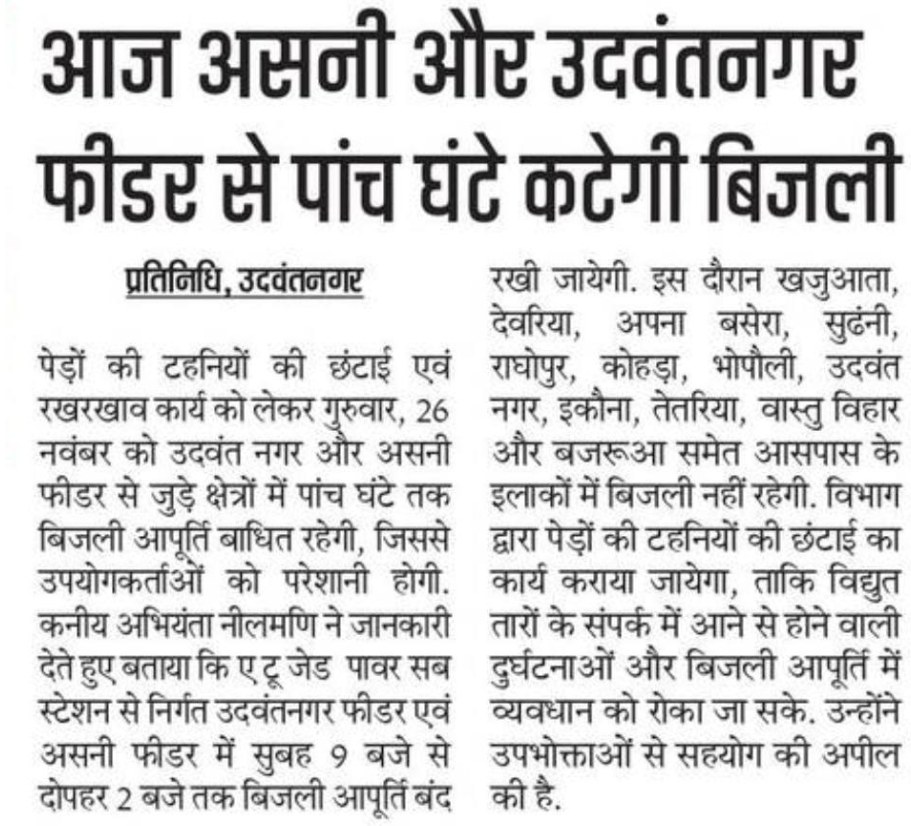 आज असनी और उदवंतनगर
फीडर से पांच घंटे कटेगी बिजली
प्रतिनिधि, उदवंतनगर
पेड़ों की टहनियों की छंटाई एवं
रखरखाव कार्य को लेकर गुरुवार, 26
नवंबर को उदवंत नगर और असनी
फीडर से जुड़े क्षेत्रों में पांच घंटे तक
बिजली आपूर्ति बाधित रहेगी, जिससे
उपयोगकर्ताओं को परेशानी होगी.
कनीय अभियंता नीलमणि ने जानकारी
देते हुए बताया कि ए टू जेड पावर सब
स्टेशन से निर्गत उदवंतनगर फीडर एवं
असनी फीडर में सुबह 9 बजे से
दोपहर 2 बजे तक बिजली आपूर्ति बंद
रखी जायेगी. इस दौरान खजुआता,
देवरिया, अपना बसेरा, सुढंनी,
राघोपुर, कोहड़ा, भोपौली, उदवंत
नगर, इकौना, तेतरिया, वास्तु विहार
और बजरूआ समेत आसपास के
इलाकों में बिजली नहीं रहेगी. विभाग
द्वारा पेड़ों की टहनियों की छंटाई का
कार्य कराया जायेगा, ताकि विद्युत
तारों के संपर्क में आने से होने वाली
दुर्घटनाओं और बिजली आपूर्ति में
व्यवधान को रोका जा सके. उन्होंने
उपभोक्ताओं से सहयोग की अपील
की है.